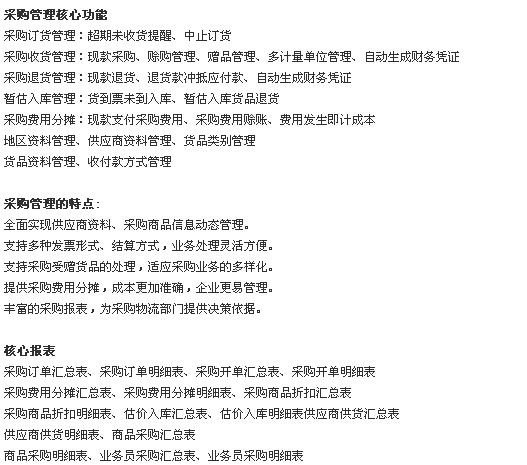 采购管理核心功能
采购订货管理：超期未收货提醒、中止订货
采购收货管理：现款采购、赊购管理、赠品管理、多计量单位管理、自动生成财务凭证
采购退货管理：现款退货、退货款冲抵应付款、自动生成财务凭证
暂估入库管理：货到票未到入库、暂估入库货品退货
采购费用分摊：现款支付采购费用、采购费用赊账、费用发生即计成本
地区资料管理、供应商资料管理、货品类别管理
货品资料管理、收付款方式管理
采购管理的特点：
全面实现供应商资料、采购商品信息动态管理。
支持多种发票形式、结算方式，业务处理灵活方便。
支持采购受赠货品的处理，适应采购业务的多样化。
提供采购费用分摊，成本更加准确，企业更易管理。
丰富的采购报表，为采购物流部门提供决策依据。
核心报表
采购订单汇总表、采购订单明细表、采购开单汇总表、采购开单明细表
采购费用分摊汇总表、采购费用分摊明细表、采购商品折扣汇总表
采购商品折扣明细表、估价入库汇总表、估价入库明细表供应商供货汇总表
供应商供货明细表、商品采购汇总表
商品采购明细表、业务员采购汇总表、业务员采购明细表